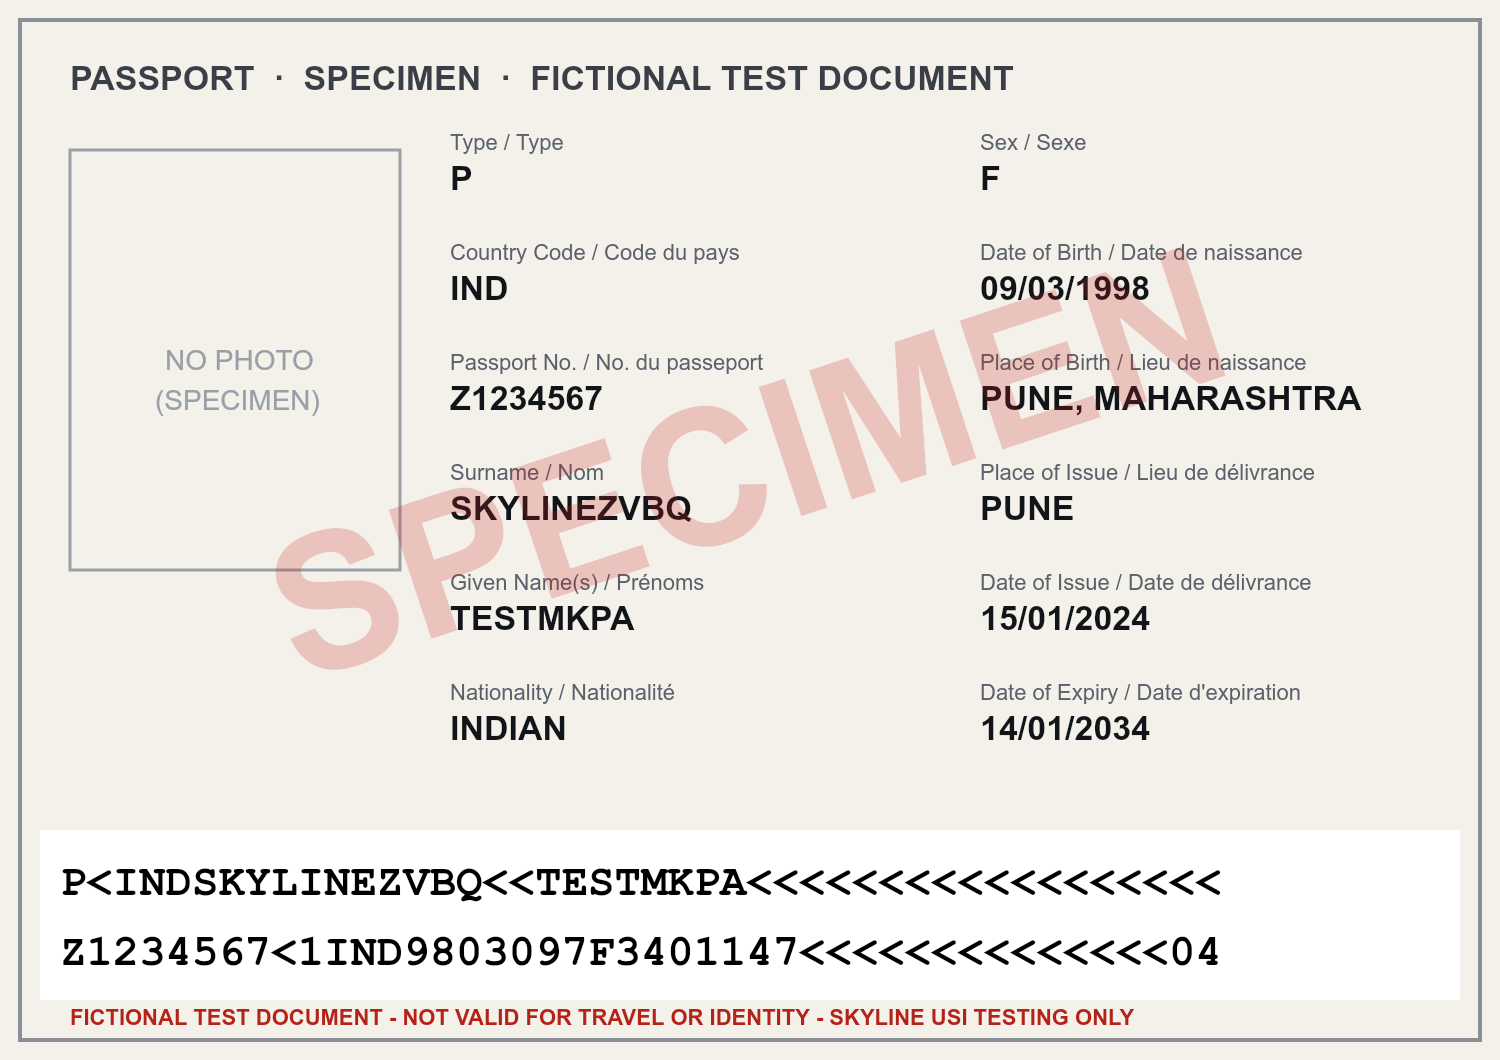 PASSPORT · SPECIMEN · FICTIONAL TEST DOCUMENT
NO PHOTO
(SPECIMEN)
Type / Type
P
Country Code / Code du pays
IND
Passport No. / No. du passeport
Z1234567
Surname / Nom
SKYLINEZVBQ
Given Name(s) / Prénoms
TESTMKPA
Nationality / Nationalité
INDIAN
Sex / Sexe
F
Date of Birth / Date de naissance
09/03/1998
Place of Birth / Lieu de naissance
PUNE, MAHARASHTRA
Place of Issue / Lieu de délivrance
PUNE
Date of Issue / Date de délivrance
15/01/2024
Date of Expiry / Date d'expiration
14/01/2034
SPECIMEN
P<INDSKYLINEZVBQ<<TESTMKPA<<<<<<<<<<<<<<<<<<
Z1234567<1IND9803097F3401147<<<<<<<<<<<<<<04
FICTIONAL TEST DOCUMENT - NOT VALID FOR TRAVEL OR IDENTITY - SKYLINE USI TESTING ONLY